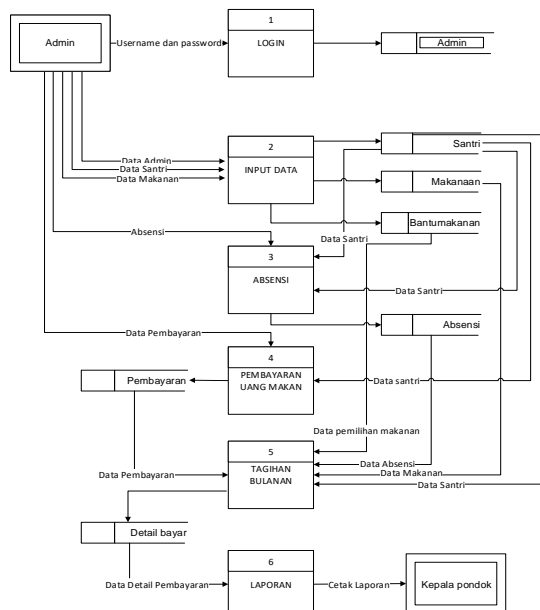 1
Admin
Username dan password
LOGIN
Admin
2
Santri
Data Admin
Data Santri
INPUT DATA
Data Makanan
Makanaan
Bantumakanan
Absensi
Data Santri
3
ABSENSI
Data Santri
Absensi
Data Pembayaran
4
Pembayaran
PEMBAYARAN
UANG MAKAN
Data santri
Data pemilihan makanan
5
Data Absensi
Data Pembayaran
TAGIHAN
BULANAN
Data Makanan
Data Santri
Detail bayar
6
Data Detail Pembayaran
LAPORAN
Cetak Laporan
Kepala pondok